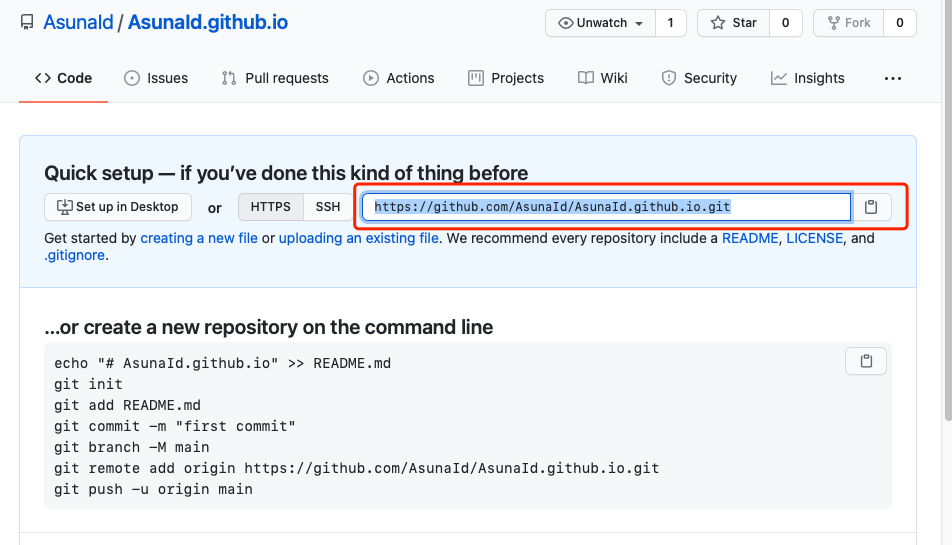 AsunaId / AsunaId.github.io
Unwatch 1 Star 0 Fork 0
Code Issues Pull requests Actions Projects Wiki Security Insights ...
Quick setup — if you’ve done this kind of thing before
Set up in Desktop or HTTPS SSH https://github.com/AsunaId/AsunaId.github.io.git
Get started by creating a new file or uploading an existing file. We recommend every repository include a README, LICENSE, and
.gitignore.
...or create a new repository on the command line
echo "# AsunaId.github.io" >> README.md
git init
git add README.md
git commit -m "first commit"
git branch -M main
git remote add origin https://github.com/AsunaId/AsunaId.github.io.git
git push -u origin main